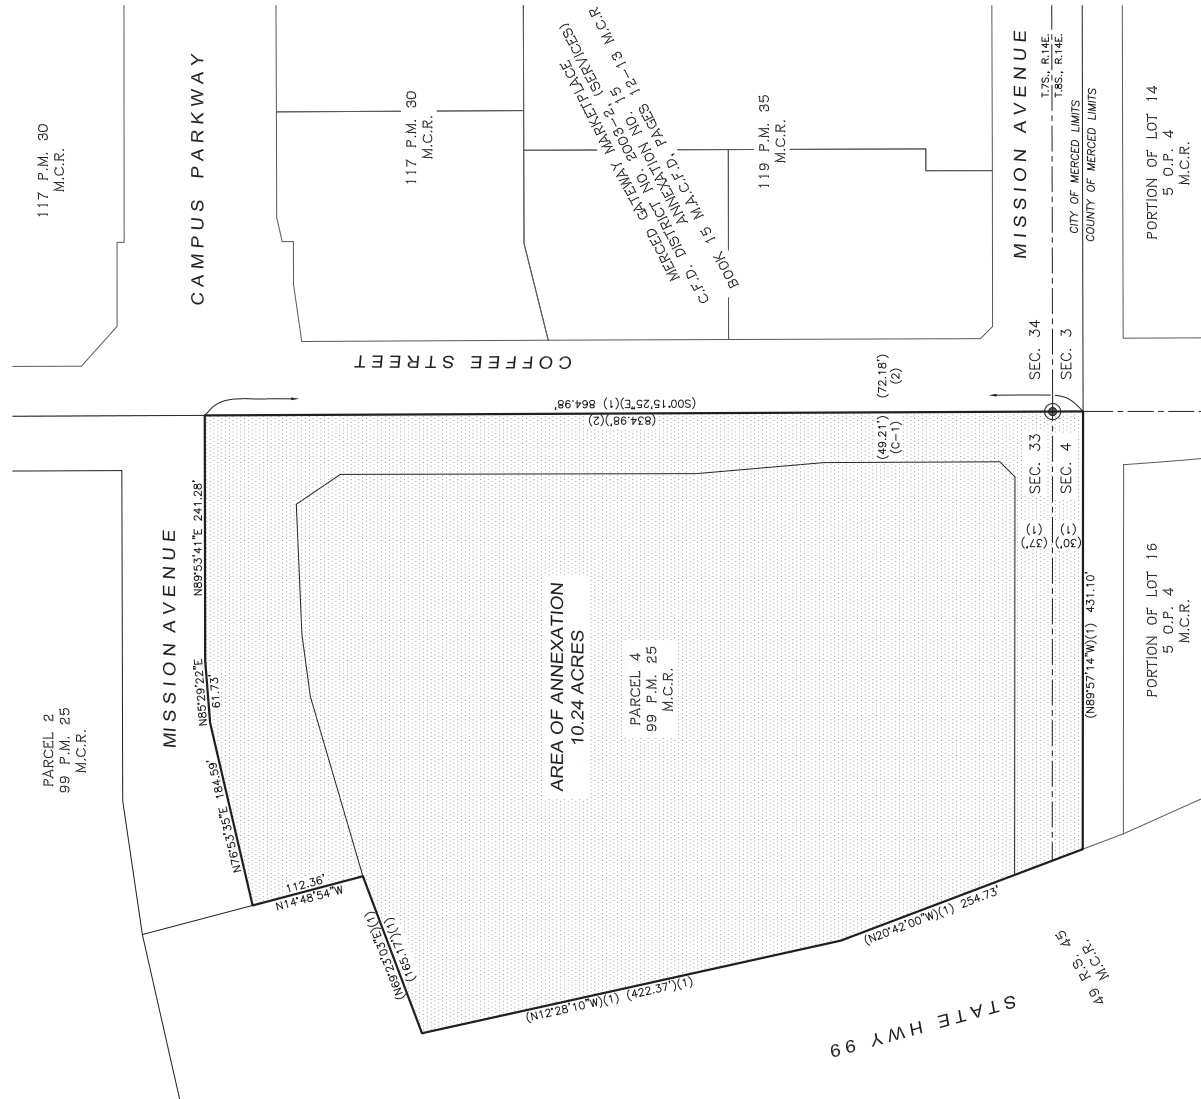 117 P.M. 30
M.C.R.
CAMPUS PARKWAY
117 P.M. 30
M.C.R.
MERCED GATEWAY MARKETPLACE
C.F.D. DISTRICT NO. 2003-2, (SERVICES)
ANNEXATION NO. 15
BOOK 15 M.A.C.F.D. PAGES 12-13 M.C.R
119 P.M. 35
M.C.R.
MISSION AVENUE
T.7S., R.14E.
T.8S., R.14E.
CITY OF MERCED LIMITS
COUNTY OF MERCED LIMITS
PORTION OF LOT 14
5 O.P. 4
M.C.R.
COFFEE STREET
SEC. 34
SEC. 3
(72.18')
(2)
(S00°15'25"E)(1) 864.98'
(834.98')(2)
(49.21')
(C-1)
SEC. 33
SEC. 4
(37')
(1)
(30')
(1)
MISSION AVENUE
N89°53'41"E 241.28'
N85°29'22"E
61.73'
N76°53'35"E 184.59'
PARCEL 2
99 P.M. 25
M.C.R.
AREA OF ANNEXATION
10.24 ACRES
PARCEL 4
99 P.M. 25
M.C.R.
PORTION OF LOT 16
5 O.P. 4
M.C.R.
(N89°57'14"W)(1) 431.10'
112.36'
N14°48'54"W
(N69°23'03"E)(1)
(165.17')(1)
(N12°28'10"W)(1) (422.37')(1)
(N20°42'00"W)(1) 254.73'
STATE HWY 99
49 R.S. 45
M.C.R.